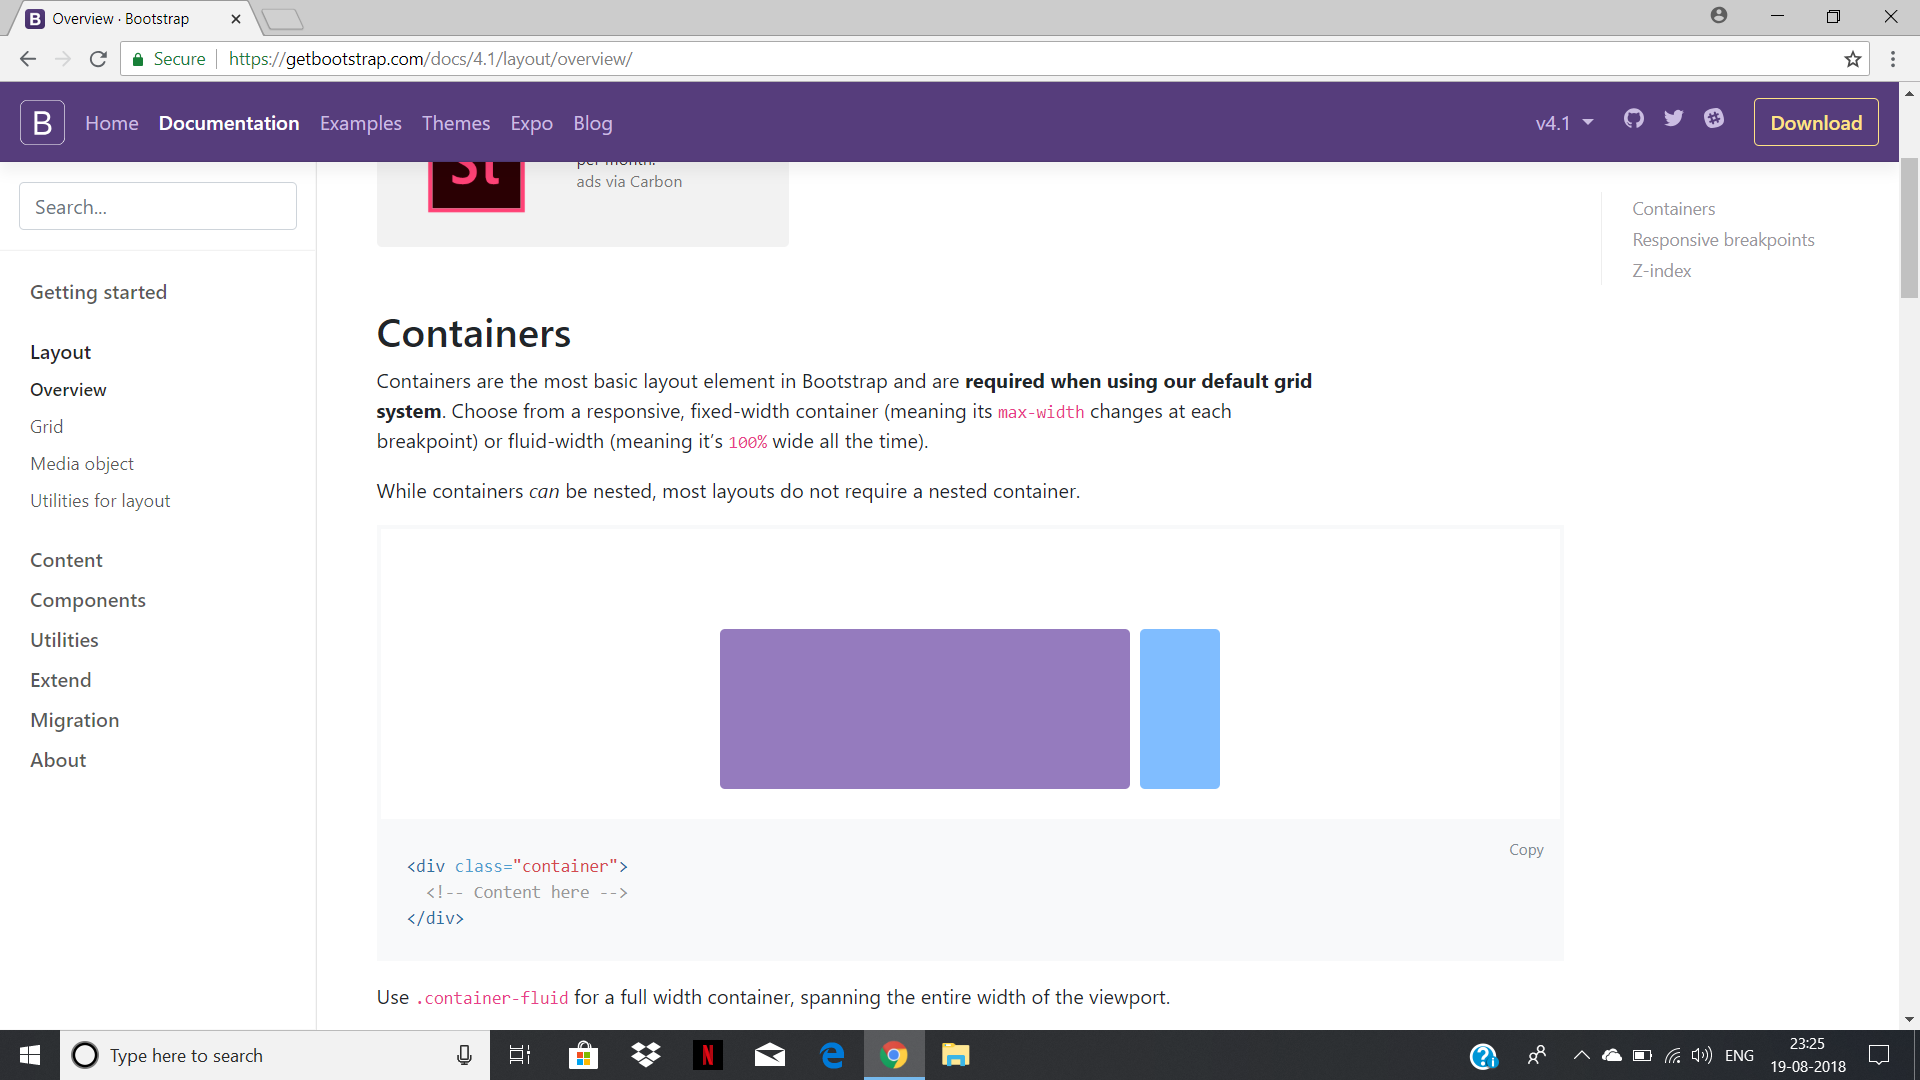 B Overview · Bootstrap
Secure https://getbootstrap.com/docs/4.1/layout/overview/
B Home Documentation Examples Themes Expo Blog v4.1 Download
St per month.
ads via Carbon
Search...
Containers
Responsive breakpoints
Z-index
Getting started
Layout
Overview
Grid
Media object
Utilities for layout
Content
Components
Utilities
Extend
Migration
About
Containers
Containers are the most basic layout element in Bootstrap and are required when using our default grid
system. Choose from a responsive, fixed-width container (meaning its max-width changes at each
breakpoint) or fluid-width (meaning it’s 100% wide all the time).
While containers can be nested, most layouts do not require a nested container.
Copy
<div class="container">
  <!-- Content here -->
</div>
Use .container-fluid for a full width container, spanning the entire width of the viewport.
Type here to search
N
ENG
23:25
19-08-2018